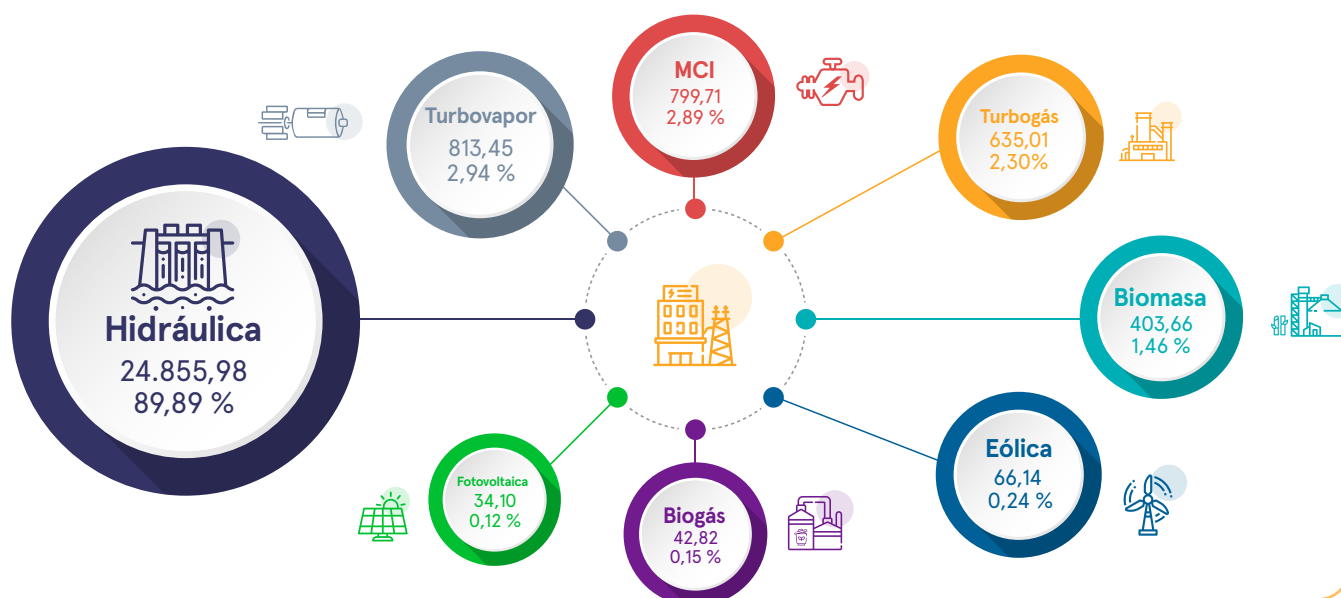 MCI
799,71
2,89 %
Turbovapor
813,45
2,94 %
Turbogás
635,01
2,30%
Hidráulica
24.855,98
89,89 %
Biomasa
403,66
1,46 %
Eólica
66,14
0,24 %
Fotovoltaica
34,10
0,12 %
Biogás
42,82
0,15 %